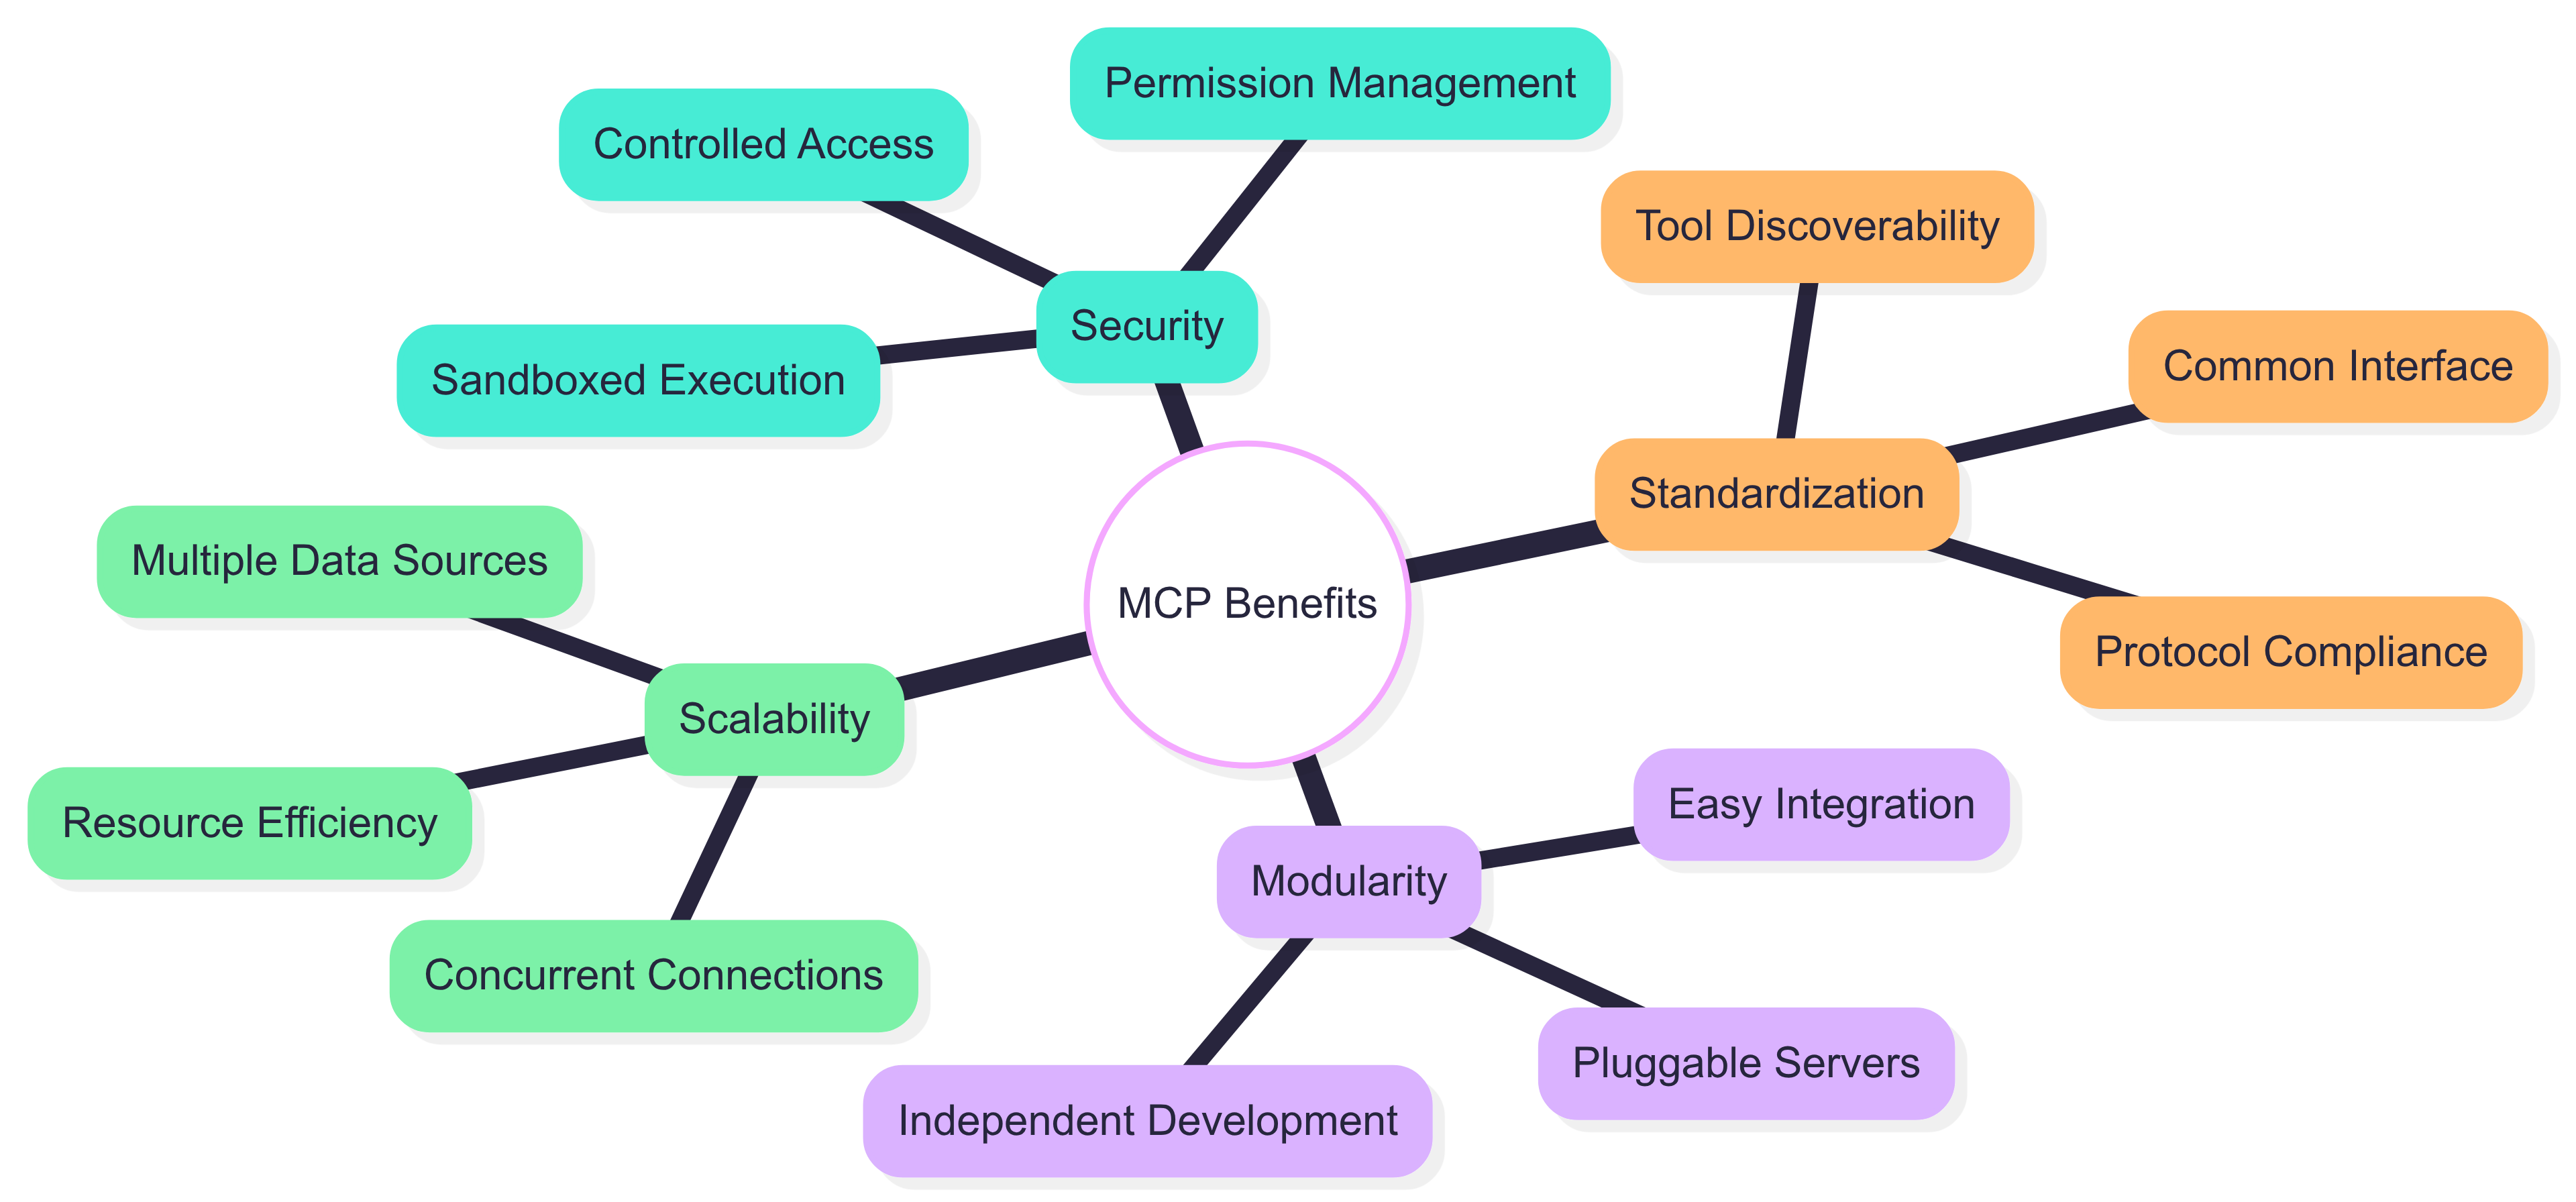 Permission Management
Controlled Access
Tool Discoverability
Security
Common Interface
Sandboxed Execution
Standardization
Multiple Data Sources
MCP Benefits
Protocol Compliance
Scalability
Easy Integration
Resource Efficiency
Modularity
Concurrent Connections
Pluggable Servers
Independent Development